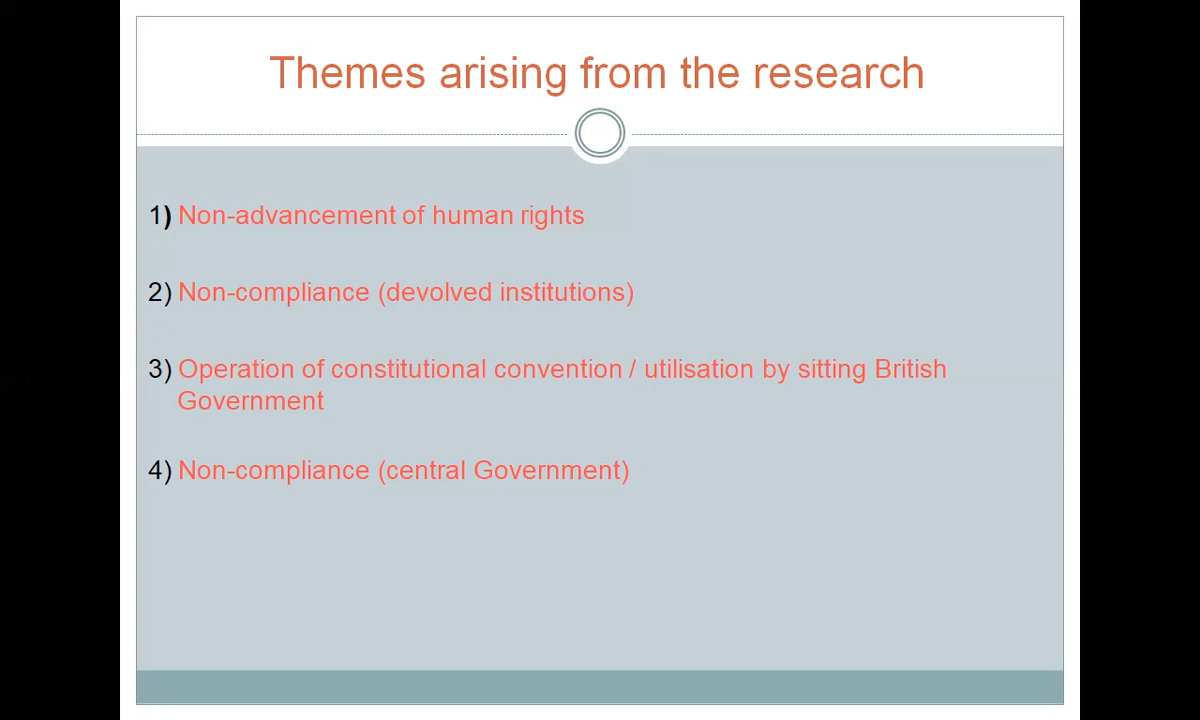 Themes arising from the research
1) Non-advancement of human rights
2) Non-compliance (devolved institutions)
3) Operation of constitutional convention / utilisation by sitting British
Government
4) Non-compliance (central Government)